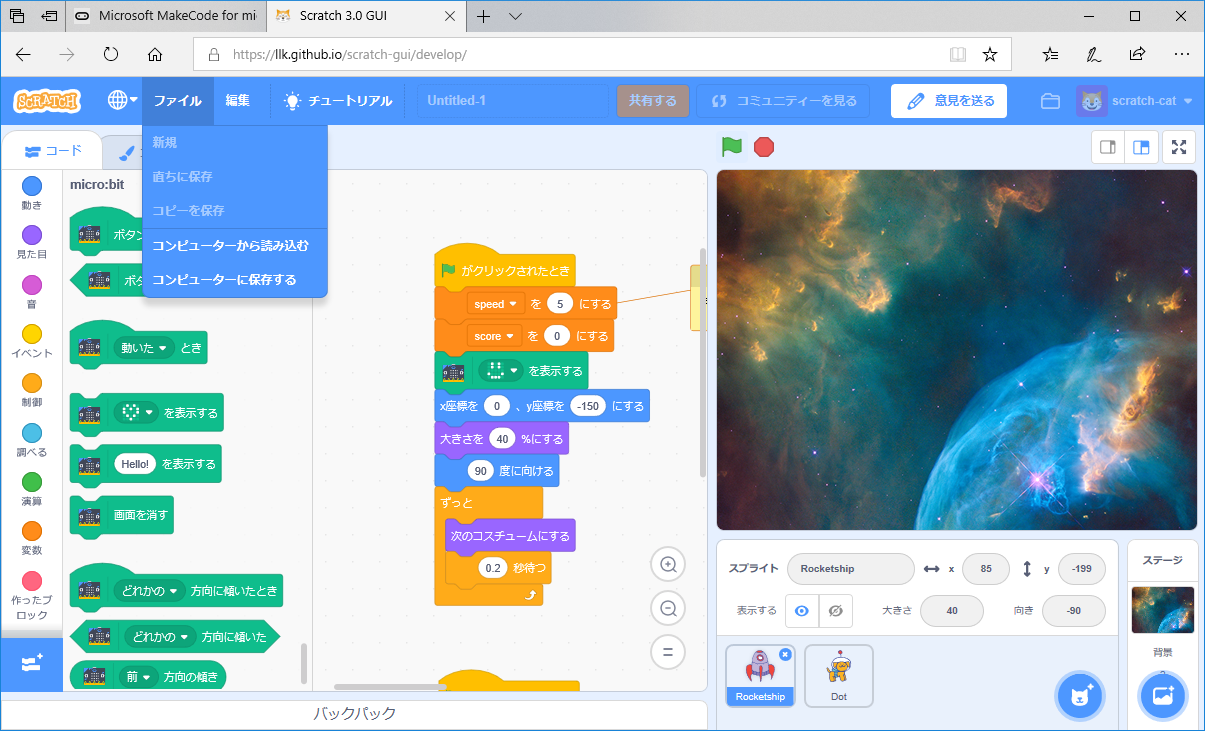 Microsoft MakeCode for mi
Scratch 3.0 GUI
https://llk.github.io/scratch-gui/develop/
SCRATCH
ファイル
編集
チュートリアル
Untitled-1
共有する
コミュニティーを見る
意見を送る
scratch-cat
新規
直ちに保存
コピーを保存
コンピューターから読み込む
コンピューターに保存する
コード
動き
見た目
音
イベント
制御
調べる
演算
変数
作ったブ
ロック
micro:bit
ボタン
ボタ
動いた とき
を表示する
Hello! を表示する
画面を消す
どれかの 方向に傾いたとき
どれかの 方向に傾いた
前 方向の傾き
がクリックされたとき
speed を 5 にする
score を 0 にする
を表示する
x座標を 0 、y座標を -150 にする
大きさを 40 %にする
90 度に向ける
ずっと
次のコスチュームにする
0.2 秒待つ
バックパック
スプライト Rocketship x 85 y -199
表示する 大きさ 40 向き -90
Rocketship
Dot
ステージ
背景